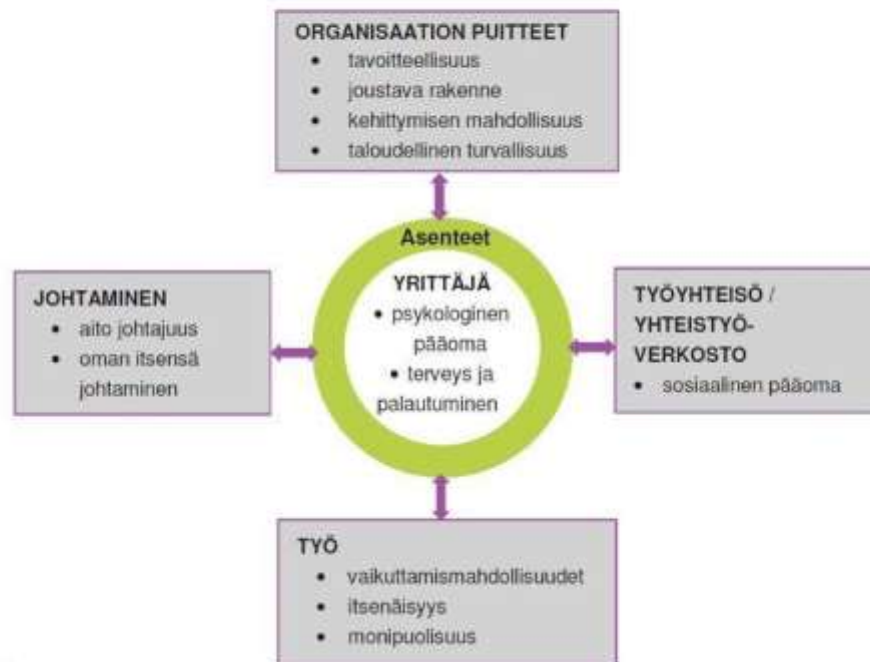 ORGANISAATION PUITTEET
• tavoitteellisuus
• joustava rakenne
• kehittymisen mahdollisuus
• taloudellinen turvallisuus
Asenteet
YRITTÄJÄ
• psykologinen
pääoma
• terveys ja
palautuminen
JOHTAMINEN
• aito johtajuus
• oman itsensä
johtaminen
TYÖYHTEISÖ /
YHTEISTYÖ-
VERKOSTO
• sosiaalinen pääoma
TYÖ
• vaikuttamismahdollisuudet
• itsenäisyys
• monipuolisuus